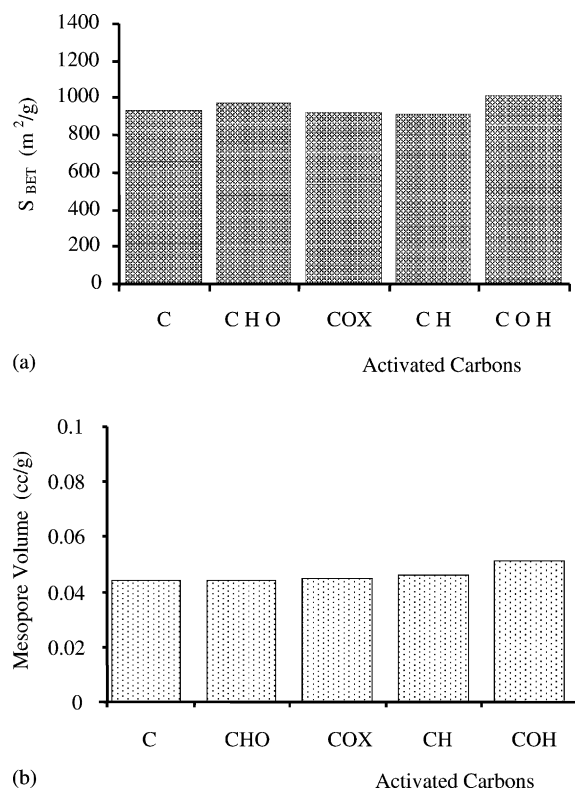 1400
1200
1000
800
600
400
200
0
S BET (m 2/g)
C C H O COX C H C O H
(a)
Activated Carbons
0.1
0.08
0.06
0.04
0.02
0
Mesopore Volume (cc/g)
C CHO COX CH COH
(b)
Activated Carbons